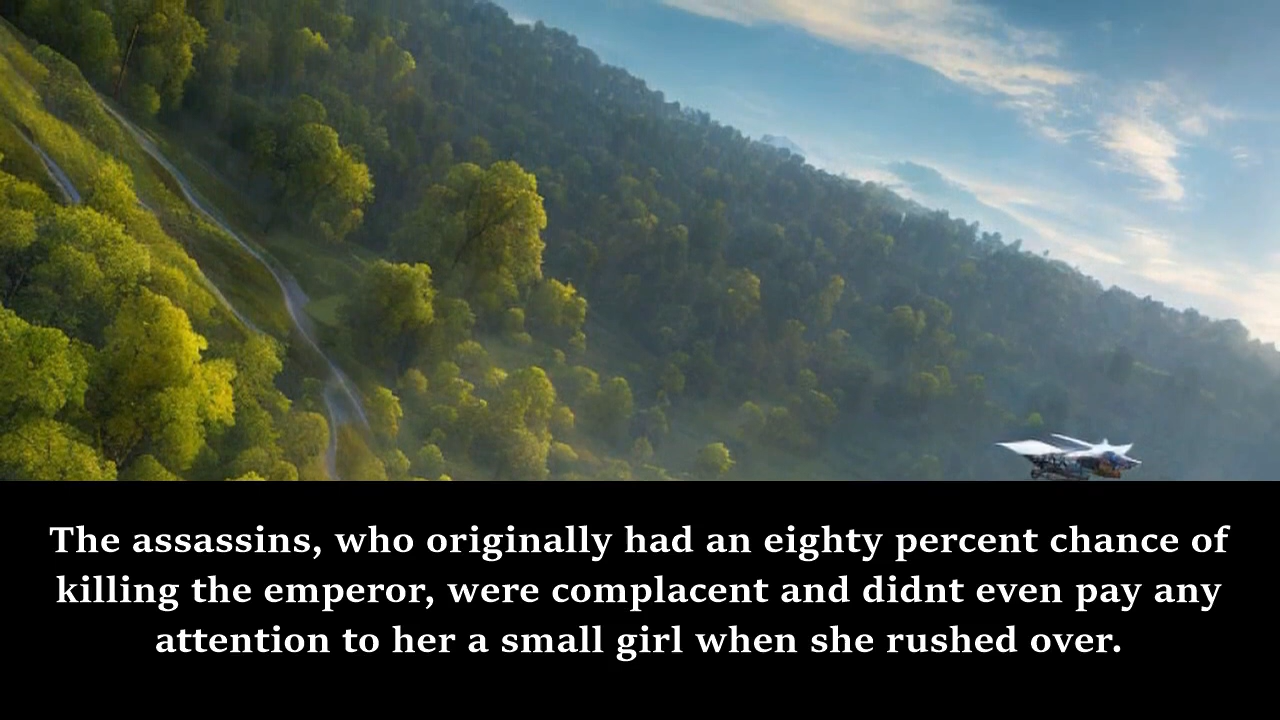 The assassins, who originally had an eighty percent chance of
killing the emperor, were complacent and didnt even pay any
attention to her a small girl when she rushed over.